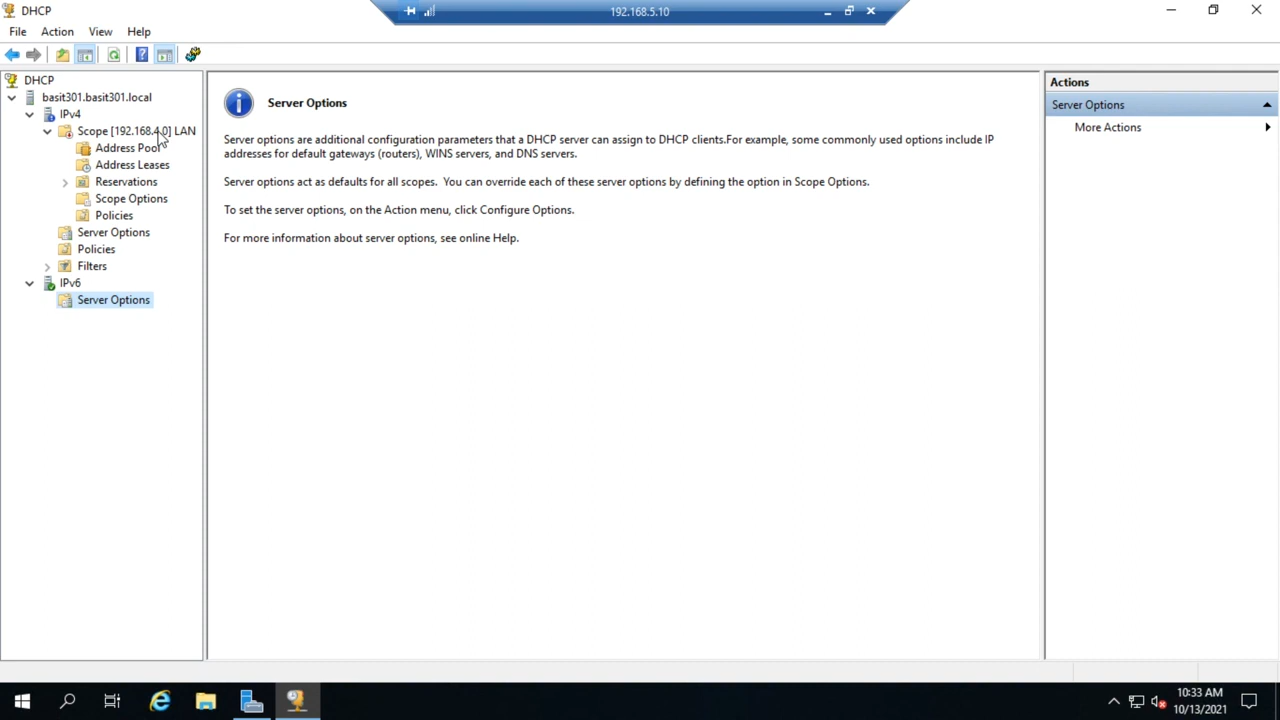 DHCP
192.168.5.10
File Action View Help
DHCP
basit301.basit301.local
IPv4
Scope [192.168.4.0] LAN
Address Pool
Address Leases
Reservations
Scope Options
Policies
Server Options
Policies
Filters
IPv6
Server Options
Server Options
Server options are additional configuration parameters that a DHCP server can assign to DHCP clients.For example, some commonly used options include IP
addresses for default gateways (routers), WINS servers, and DNS servers.
Server options act as defaults for all scopes. You can override each of these server options by defining the option in Scope Options.
To set the server options, on the Action menu, click Configure Options.
For more information about server options, see online Help.
Actions
Server Options
More Actions
10:33 AM
10/13/2021